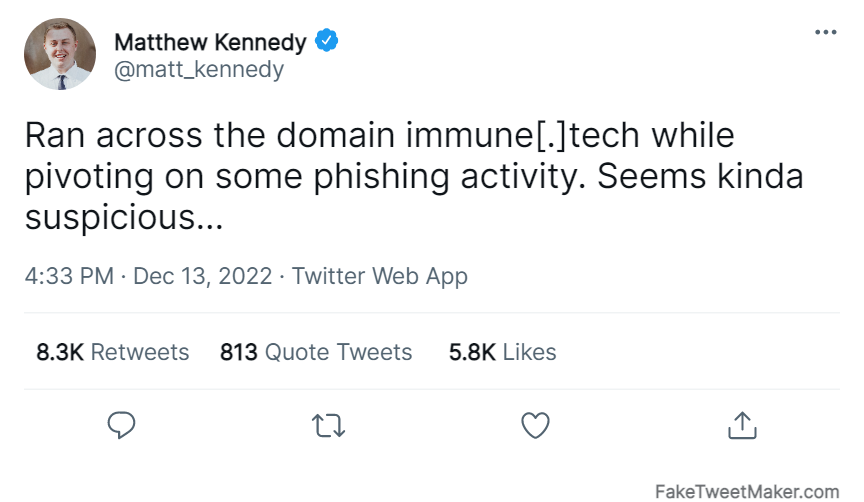 Matthew Kennedy
@matt_kennedy
Ran across the domain immune[.]tech while
pivoting on some phishing activity. Seems kinda
suspicious...
4:33 PM · Dec 13, 2022 · Twitter Web App
8.3K Retweets 813 Quote Tweets 5.8K Likes
FakeTweetMaker.com